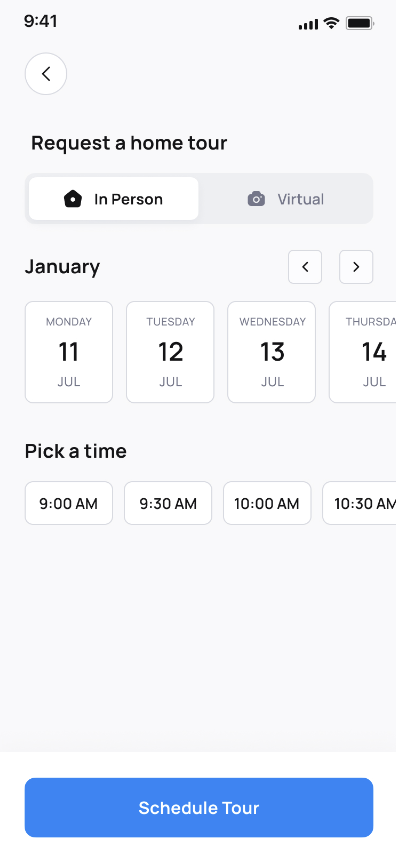 9:41
Request a home tour
In Person Virtual
January
MONDAY TUESDAY WEDNESDAY THURSDA
11 12 13 14
JUL JUL JUL JUL
Pick a time
9:00 AM 9:30 AM 10:00 AM 10:30 AM
Schedule Tour